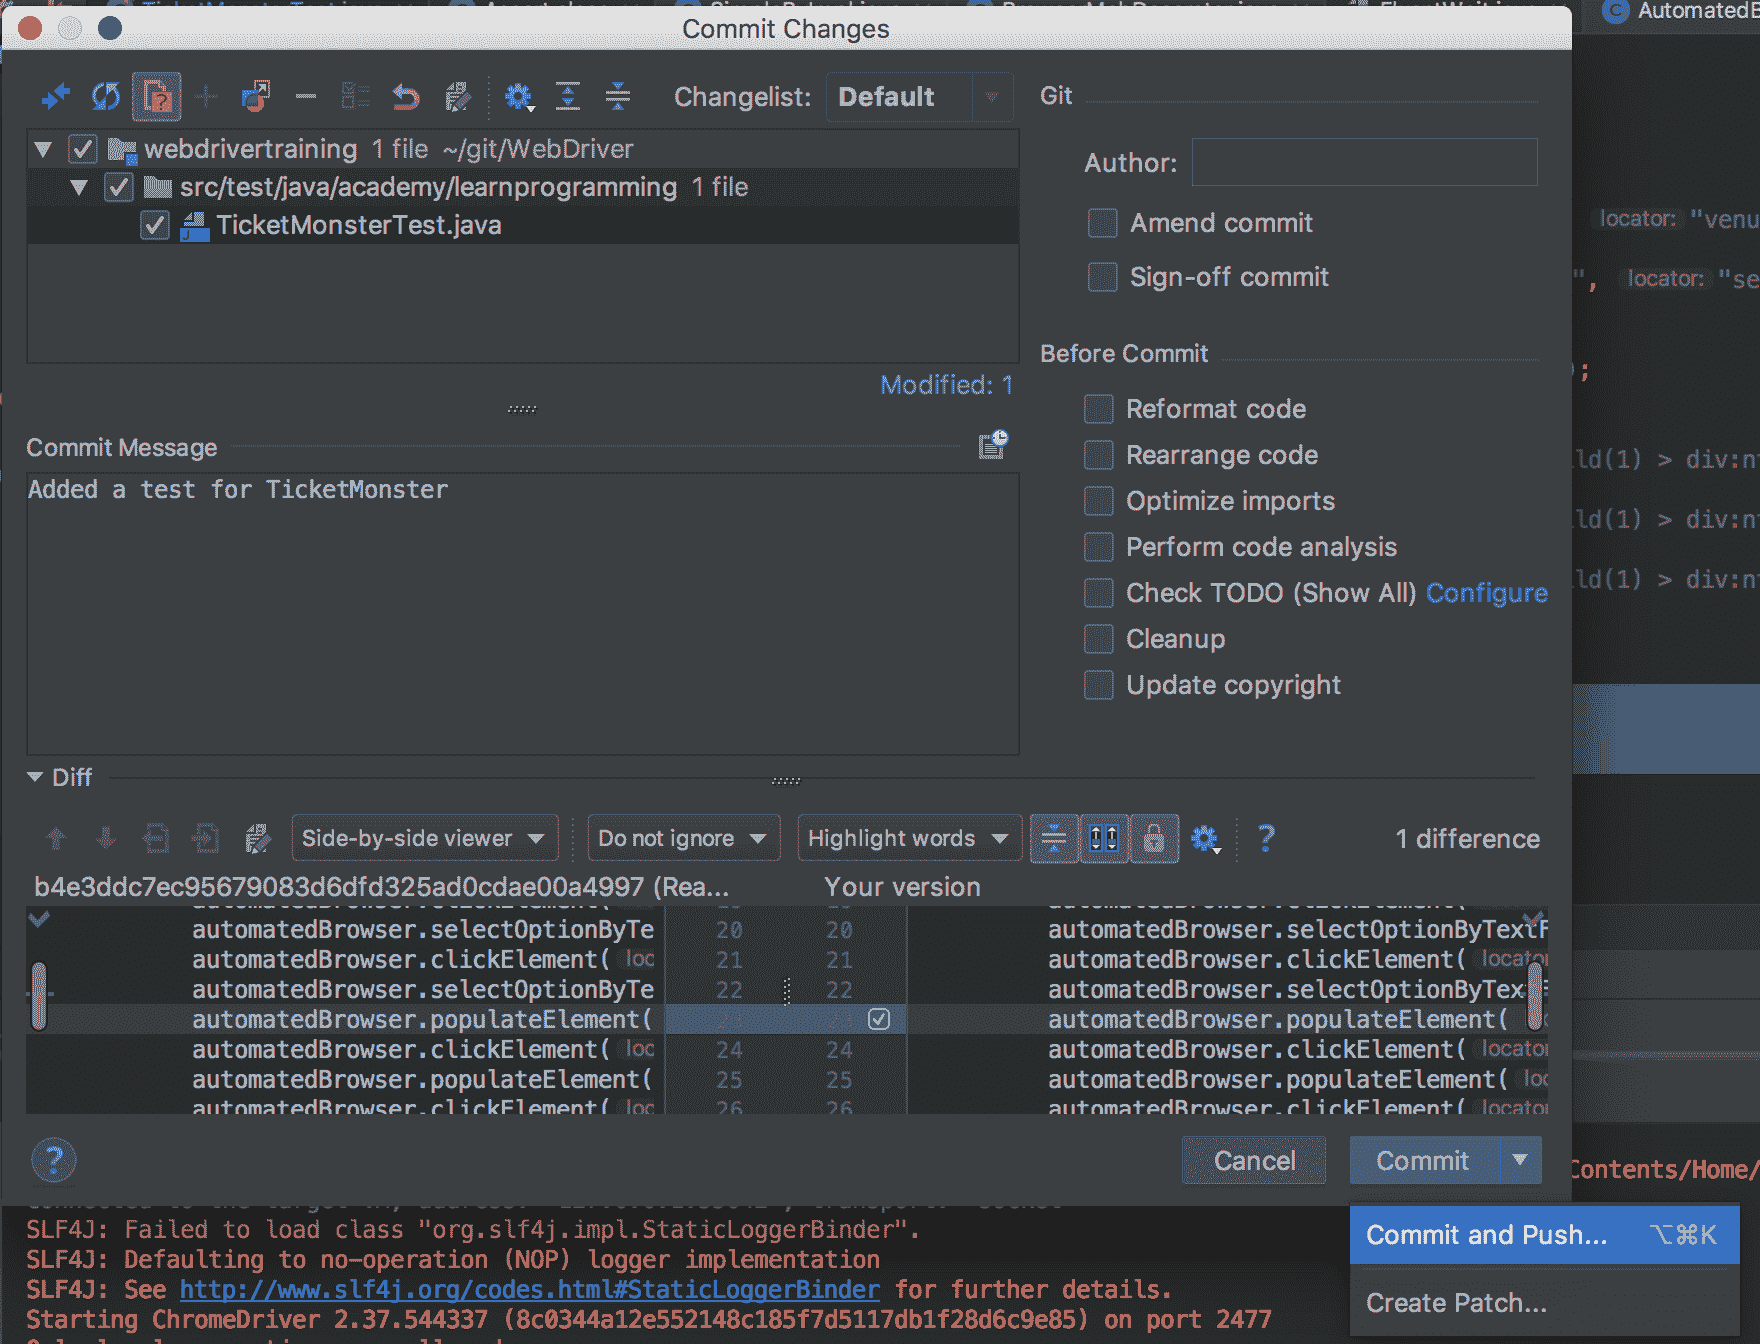 Commit Changes
AutomatedB
Changelist: Default
Git
webdrivertraining 1 file ~/git/WebDriver
src/test/java/academy/learnprogramming 1 file
TicketMonsterTest.java
Author:
Amend commit
Sign-off commit
locator: "venu
", locator: "se
);
Before Commit
Modified: 1
Reformat code
Rearrange code
Optimize imports
Perform code analysis
Check TODO (Show All) Configure
Cleanup
Update copyright
ld(1) > div:nt
ld(1) > div:nt
ld(1) > div:nt
Commit Message
Added a test for TicketMonster
Diff
Side-by-side viewer
Do not ignore
Highlight words
?
1 difference
b4e3ddc7ec95679083d6dfd325ad0cdae00a4997 (Rea...
Your version
automatedBrowser.selectOptionByTe 20 20 automatedBrowser.selectOptionByTextF
automatedBrowser.clickElement( loc 21 21 automatedBrowser.clickElement( locator
automatedBrowser.selectOptionByTe 22 22 automatedBrowser.selectOptionByTex
automatedBrowser.populateElement( 23 automatedBrowser.populateElement(
automatedBrowser.clickElement( loc 24 24 automatedBrowser.clickElement( locator
automatedBrowser.populateElement( 25 25 automatedBrowser.populateElement( loc
automatedBrowser.clickElement( loc 26 26 automatedBrowser.clickElement( locator
?
Cancel
Commit
Contents/Home/
Commit and Push... ⌥⌘K
Create Patch...
SLF4J: Failed to load class "org.slf4j.impl.StaticLoggerBinder".
SLF4J: Defaulting to no-operation (NOP) logger implementation
SLF4J: See http://www.slf4j.org/codes.html#StaticLoggerBinder for further details.
Starting ChromeDriver 2.37.544337 (8c0344a12e552148c185f7d5117db1f28d6c9e85) on port 2477